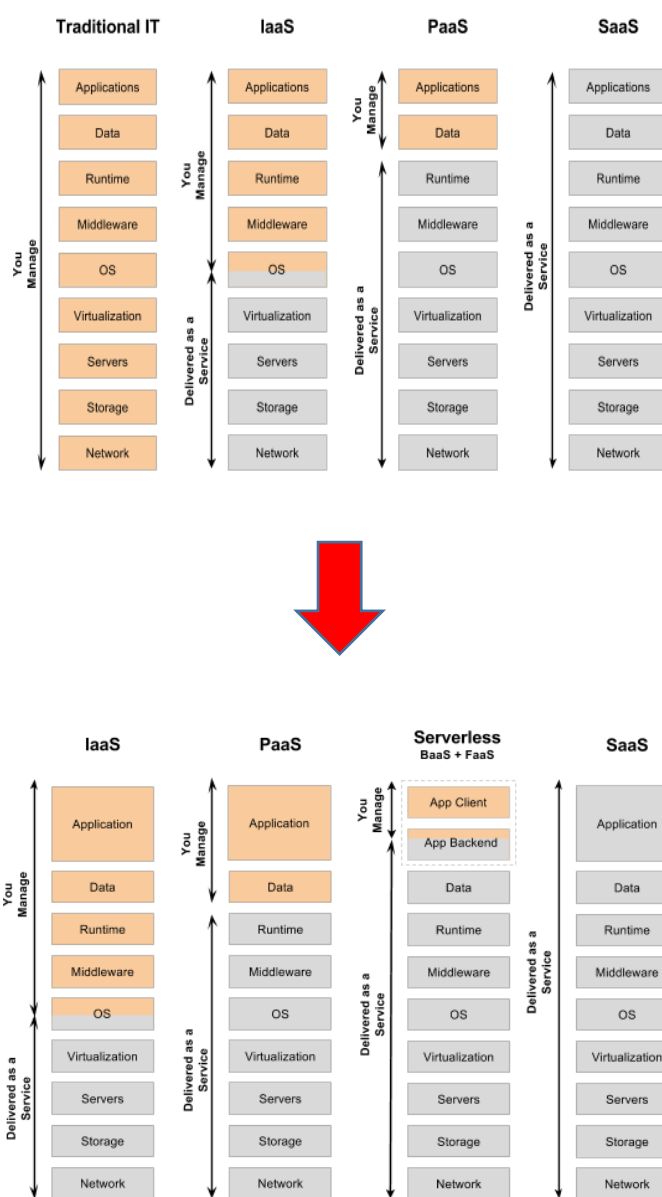 Traditional IT
IaaS
PaaS
SaaS
You
Manage
Applications
Data
Runtime
Middleware
OS
Virtualization
Servers
Storage
Network
You
Manage
Delivered as a
Service
Applications
Data
Runtime
Middleware
OS
Virtualization
Servers
Storage
Network
You
Manage
Delivered as a
Service
Applications
Data
Runtime
Middleware
OS
Virtualization
Servers
Storage
Network
Delivered as a
Service
Applications
Data
Runtime
Middleware
OS
Virtualization
Servers
Storage
Network
IaaS
PaaS
Serverless
BaaS + FaaS
SaaS
You
Manage
Delivered as a
Service
Application
Data
Runtime
Middleware
OS
Virtualization
Servers
Storage
Network
You
Manage
Delivered as a
Service
Application
Data
Runtime
Middleware
OS
Virtualization
Servers
Storage
Network
You
Manage
Delivered as a
Service
App Client
App Backend
Data
Runtime
Middleware
OS
Virtualization
Servers
Storage
Network
Delivered as a
Service
Application
Data
Runtime
Middleware
OS
Virtualization
Servers
Storage
Network